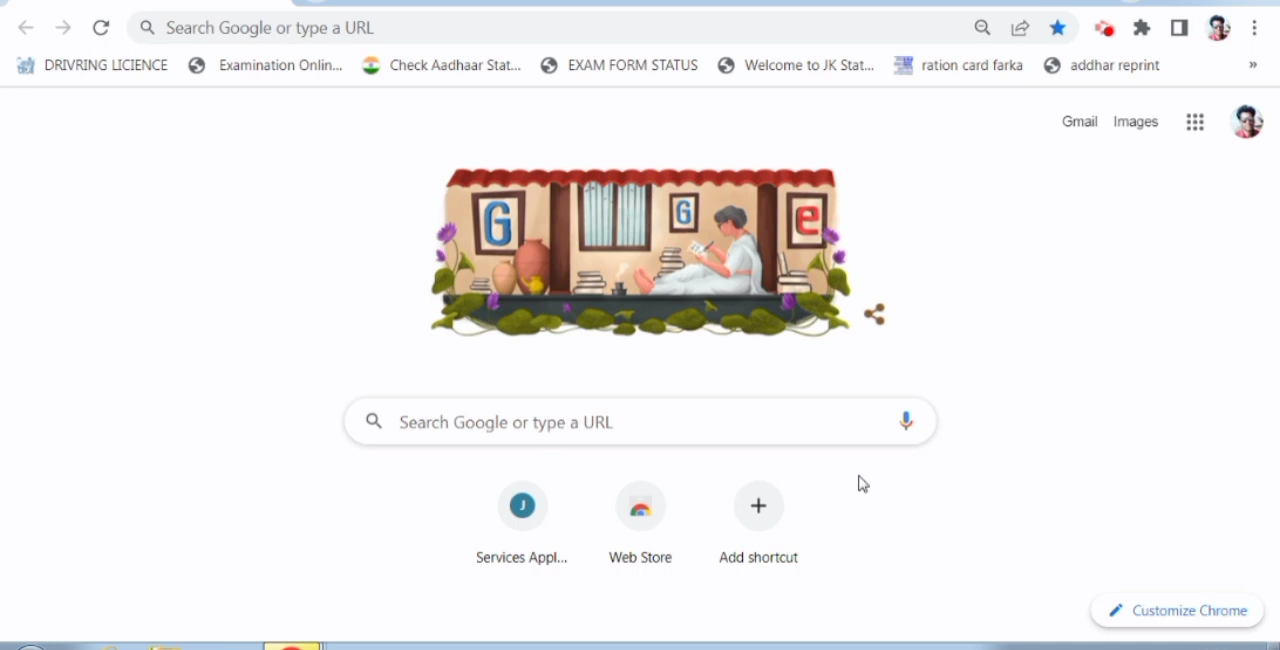 Search Google or type a URL
DRIVRING LICIENCE Examination Onlin... Check Aadhaar Stat... EXAM FORM STATUS Welcome to JK Stat... ration card farka addhar reprint »
Gmail Images
G G e
Search Google or type a URL
J
Services Appl... Web Store Add shortcut
Customize Chrome